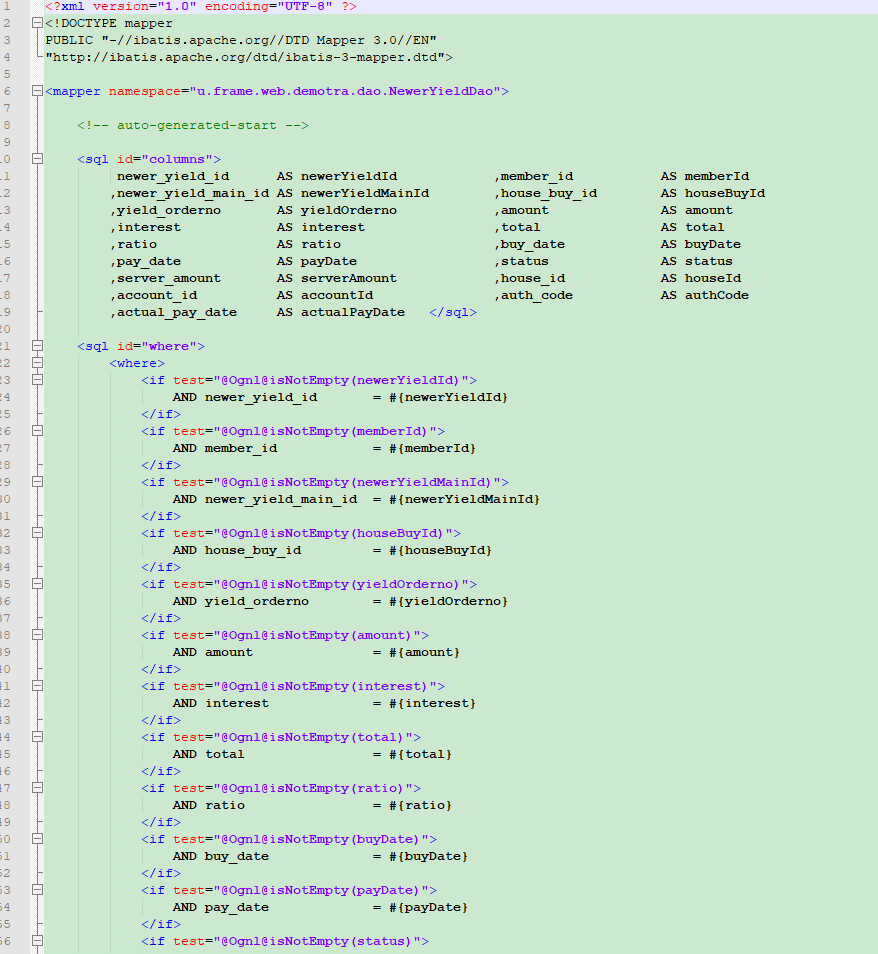 1 <?xml version="1.0" encoding="UTF-8" ?>
2 <!DOCTYPE mapper
3 PUBLIC "-//ibatis.apache.org//DTD Mapper 3.0//EN"
4 "http://ibatis.apache.org/dtd/ibatis-3-mapper.dtd">
5
6 <mapper namespace="u.frame.web.demotra.dao.NewerYieldDao">
7
8 <!-- auto-generated-start -->
9
10 <sql id="columns">
11 newer_yield_id AS newerYieldId ,member_id AS memberId
12 ,newer_yield_main_id AS newerYieldMainId ,house_buy_id AS houseBuyId
13 ,yield_orderno AS yieldOrderno ,amount AS amount
14 ,interest AS interest ,total AS total
15 ,ratio AS ratio ,buy_date AS buyDate
16 ,pay_date AS payDate ,status AS status
17 ,server_amount AS serverAmount ,house_id AS houseId
18 ,account_id AS accountId ,auth_code AS authCode
19 ,actual_pay_date AS actualPayDate </sql>
20
21 <sql id="where">
22 <where>
23 <if test="@Ognl@isNotEmpty(newerYieldId)">
24 AND newer_yield_id = #{newerYieldId}
25 </if>
26 <if test="@Ognl@isNotEmpty(memberId)">
27 AND member_id = #{memberId}
28 </if>
29 <if test="@Ognl@isNotEmpty(newerYieldMainId)">
30 AND newer_yield_main_id = #{newerYieldMainId}
31 </if>
32 <if test="@Ognl@isNotEmpty(houseBuyId)">
33 AND house_buy_id = #{houseBuyId}
34 </if>
35 <if test="@Ognl@isNotEmpty(yieldOrderno)">
36 AND yield_orderno = #{yieldOrderno}
37 </if>
38 <if test="@Ognl@isNotEmpty(amount)">
39 AND amount = #{amount}
40 </if>
41 <if test="@Ognl@isNotEmpty(interest)">
42 AND interest = #{interest}
43 </if>
44 <if test="@Ognl@isNotEmpty(total)">
45 AND total = #{total}
46 </if>
47 <if test="@Ognl@isNotEmpty(ratio)">
48 AND ratio = #{ratio}
49 </if>
50 <if test="@Ognl@isNotEmpty(buyDate)">
51 AND buy_date = #{buyDate}
52 </if>
53 <if test="@Ognl@isNotEmpty(payDate)">
54 AND pay_date = #{payDate}
55 </if>
56 <if test="@Ognl@isNotEmpty(status)">